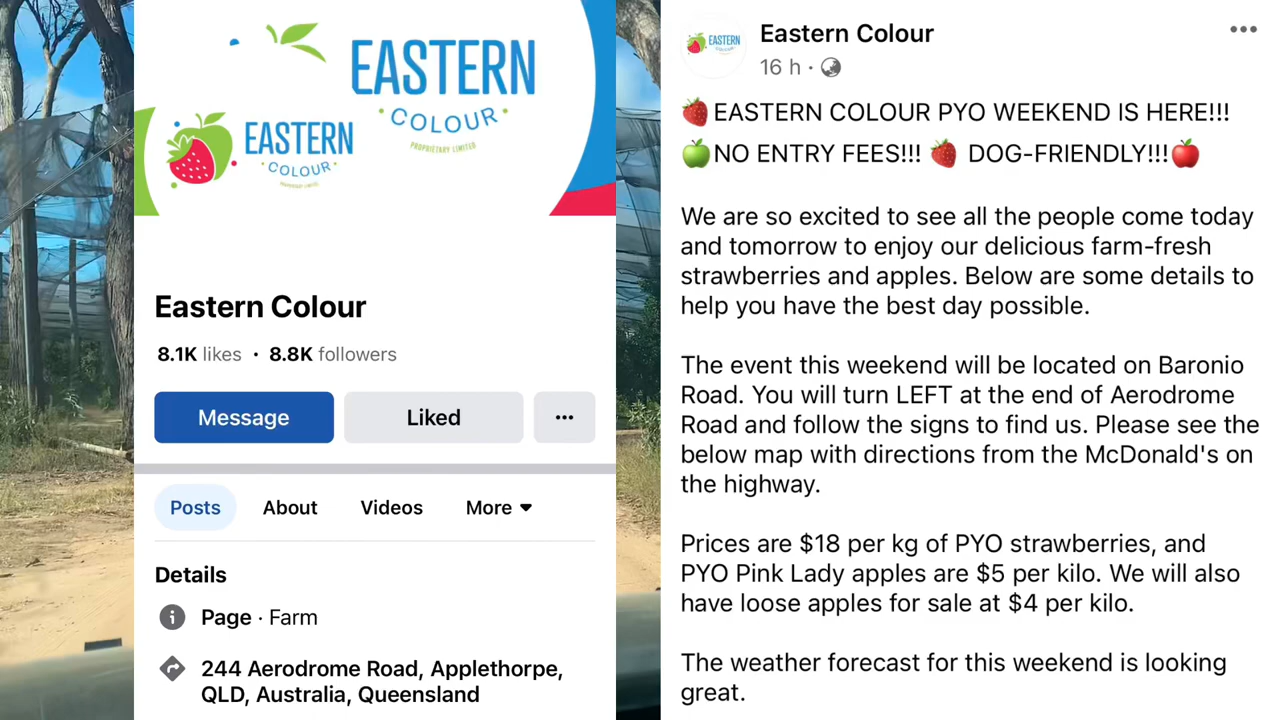 EASTERN
COLOUR
PROPRIETARY LIMITED
EASTERN
COLOUR
Eastern Colour
8.1K likes · 8.8K followers
Message
Liked
Posts
About
Videos
More
Details
Page · Farm
244 Aerodrome Road, Applethorpe,
QLD, Australia, Queensland
EASTERN
Eastern Colour
16 h ·
🍓EASTERN COLOUR PYO WEEKEND IS HERE!!!
🍏NO ENTRY FEES!!! 🍓 DOG-FRIENDLY!!!🍎
We are so excited to see all the people come today
and tomorrow to enjoy our delicious farm-fresh
strawberries and apples. Below are some details to
help you have the best day possible.
The event this weekend will be located on Baronio
Road. You will turn LEFT at the end of Aerodrome
Road and follow the signs to find us. Please see the
below map with directions from the McDonald's on
the highway.
Prices are $18 per kg of PYO strawberries, and
PYO Pink Lady apples are $5 per kilo. We will also
have loose apples for sale at $4 per kilo.
The weather forecast for this weekend is looking
great.